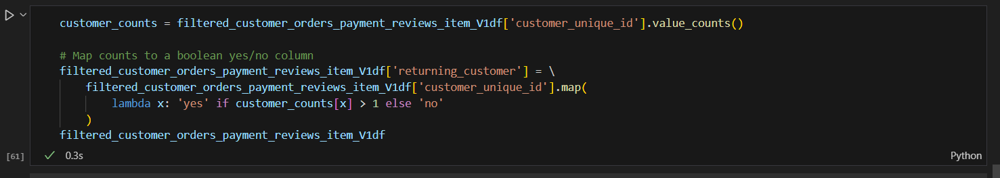 customer_counts = filtered_customer_orders_payment_reviews_item_V1df['customer_unique_id'].value_counts()
# Map counts to a boolean yes/no column
filtered_customer_orders_payment_reviews_item_V1df['returning_customer'] = \
    filtered_customer_orders_payment_reviews_item_V1df['customer_unique_id'].map(
        lambda x: 'yes' if customer_counts[x] > 1 else 'no'
    )
filtered_customer_orders_payment_reviews_item_V1df
[61] ✓ 0.3s Python